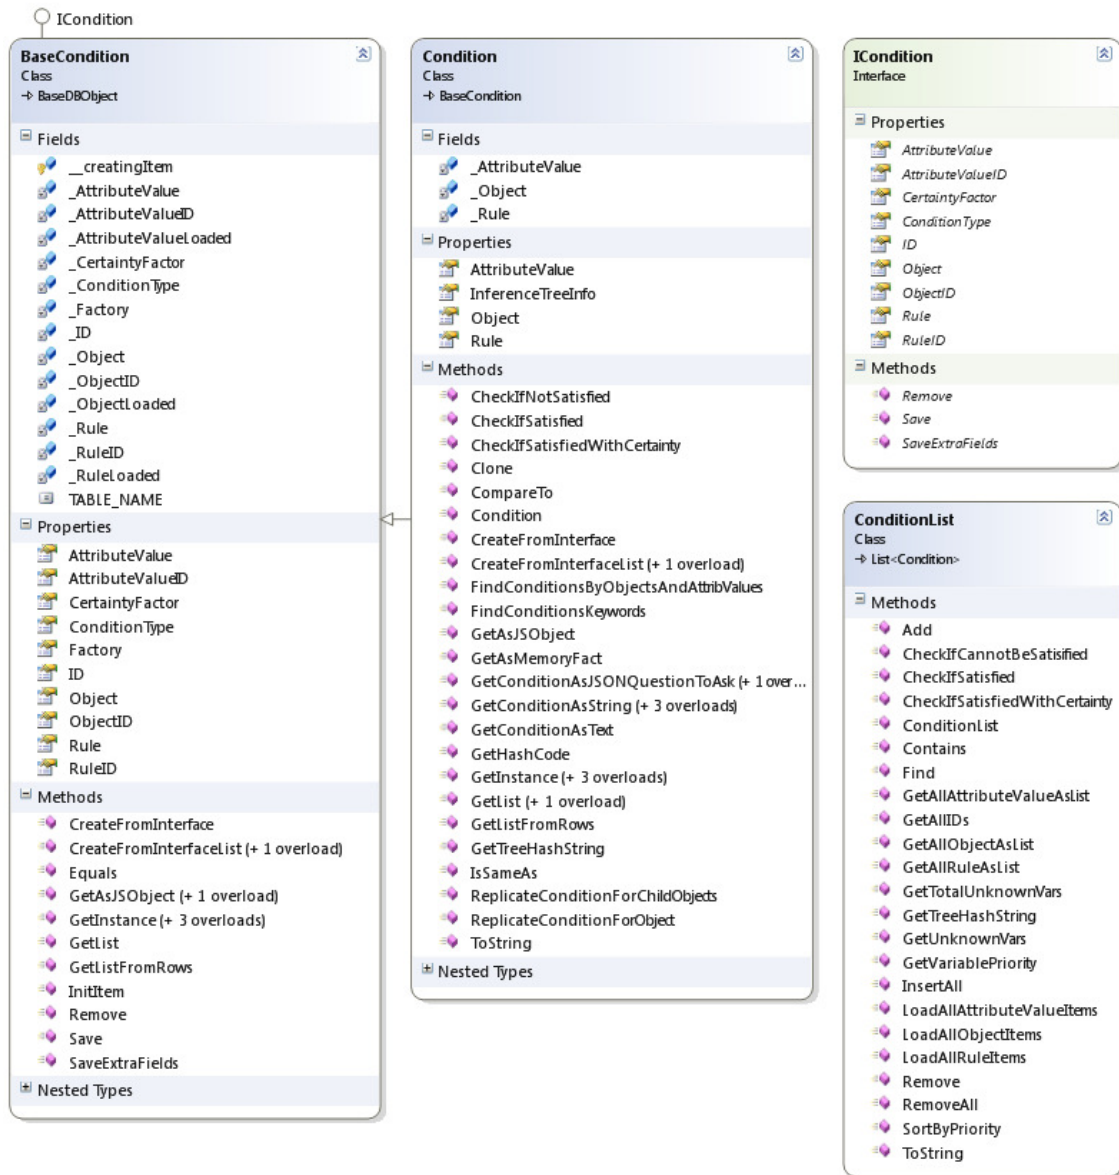 ICondition
BaseCondition
Class
BaseDBObject
Fields
__creatingItem
_AttributeValue
_AttributeValueID
_AttributeValueLoaded
_CertaintyFactor
_ConditionType
_Factory
_ID
_Object
_ObjectID
_ObjectLoaded
_Rule
_RuleID
_RuleLoaded
TABLE_NAME
Properties
AttributeValue
AttributeValueID
CertaintyFactor
ConditionType
Factory
ID
Object
ObjectID
Rule
RuleID
Methods
CreateFromInterface
CreateFromInterfaceList (+ 1 overload)
Equals
GetAsJSObject (+ 1 overload)
GetInstance (+ 3 overloads)
GetList
GetListFromRows
InitItem
Remove
Save
SaveExtraFields
Nested Types
Condition
Class
BaseCondition
Fields
_AttributeValue
_Object
_Rule
Properties
AttributeValue
InferenceTreeInfo
Object
Rule
Methods
CheckIfNotSatisfied
CheckIfSatisfied
CheckIfSatisfiedWithCertainty
Clone
CompareTo
Condition
CreateFromInterface
CreateFromInterfaceList (+ 1 overload)
FindConditionsByObjectsAndAttribValues
FindConditionsKeywords
GetAsJSObject
GetAsMemoryFact
GetConditionAsJSONQuestionToAsk (+ 1 over...
GetConditionAsString (+ 3 overloads)
GetConditionAsText
GetHashCode
GetInstance (+ 3 overloads)
GetList (+ 1 overload)
GetListFromRows
GetTreeHashString
IsSameAs
ReplicateConditionForChildObjects
ReplicateConditionForObject
ToString
Nested Types
ICondition
Interface
Properties
AttributeValue
AttributeValueID
CertaintyFactor
ConditionType
ID
Object
ObjectID
Rule
RuleID
Methods
Remove
Save
SaveExtraFields
ConditionList
Class
List<Condition>
Methods
Add
CheckIfCannotBeSatisified
CheckIfSatisfied
CheckIfSatisfiedWithCertainty
ConditionList
Contains
Find
GetAllAttributeValueAsList
GetAllIDs
GetAllObjectAsList
GetAllRuleAsList
GetTotalUnknownVars
GetTreeHashString
GetUnknownVars
GetVariablePriority
InsertAll
LoadAllAttributeValueItems
LoadAllObjectItems
LoadAllRuleItems
Remove
RemoveAll
SortByPriority
ToString